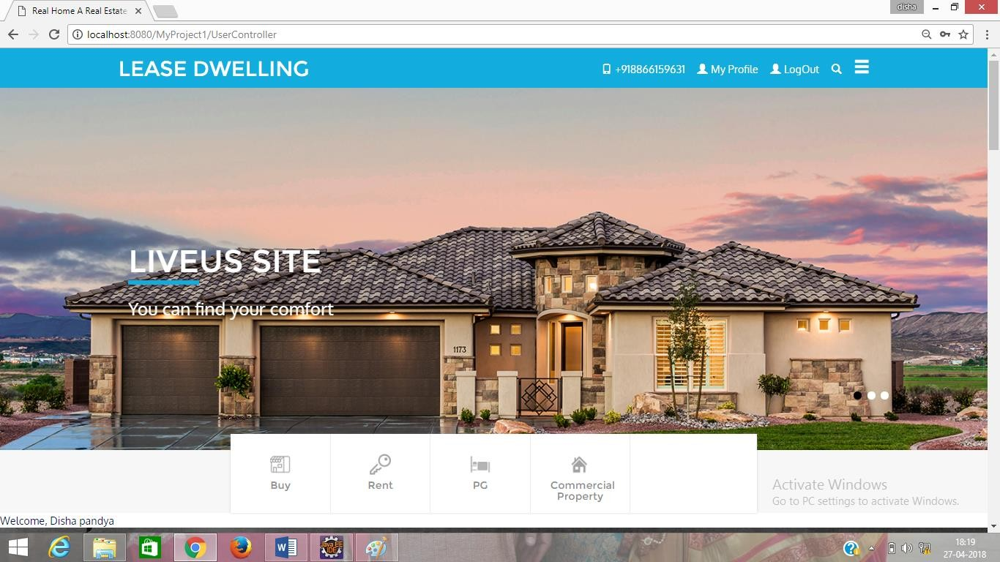 Real Home A Real Estate
disha
localhost:8080/MyProject1/UserController
LEASE DWELLING
+918866159631 My Profile LogOut
LIVEUS SITE
You can find your comfort
1173
Buy
Rent
PG
Commercial
Property
Activate Windows
Go to PC settings to activate Windows.
Welcome, Disha pandya
Java EE
IDE
18:19
27-04-2018